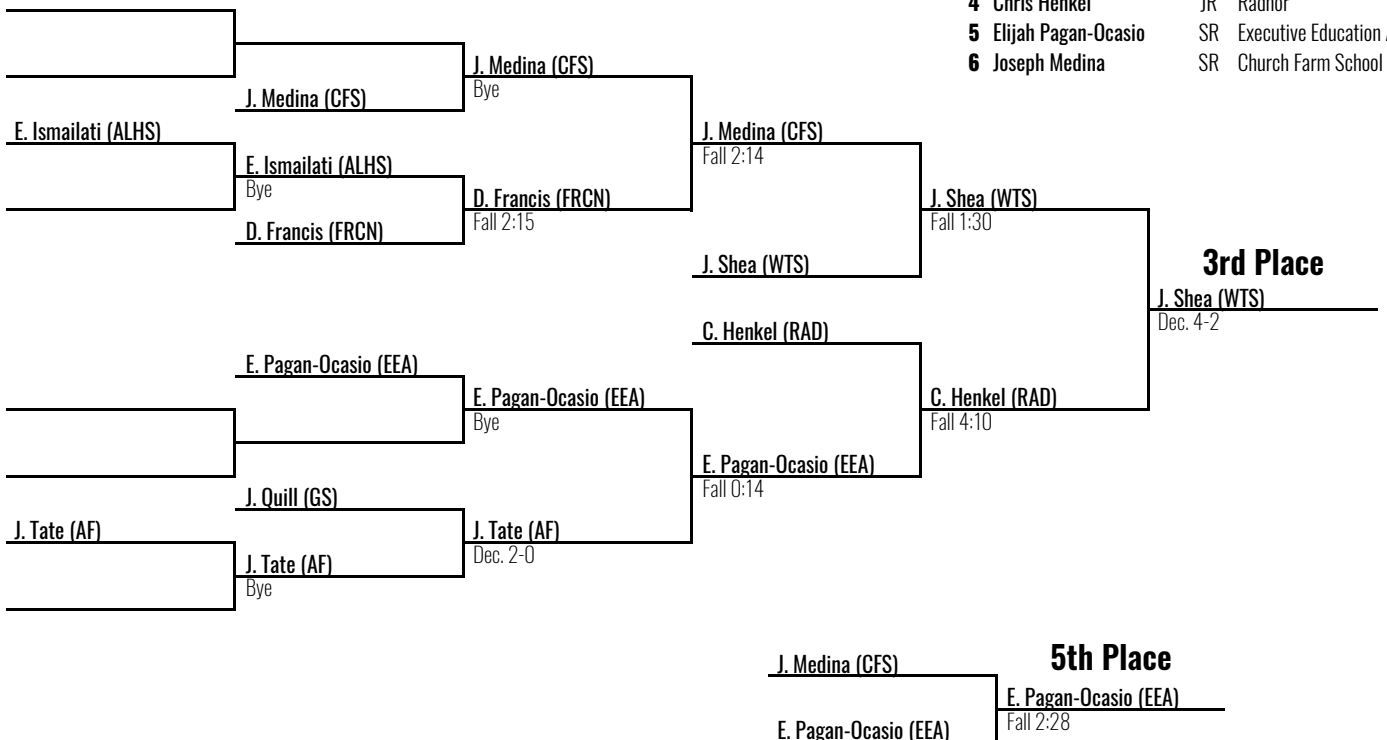 4 Chris Henkel JR Radnor
5 Elijah Pagan-Ocasio SR Executive Education
6 Joseph Medina SR Church Farm School
J. Medina (CFS)
Bye
J. Medina (CFS)
E. Ismailati (ALHS)
J. Medina (CFS)
Fall 2:14
E. Ismailati (ALHS)
Bye
D. Francis (FRCN)
Fall 2:15
J. Shea (WTS)
Fall 1:30
D. Francis (FRCN)
J. Shea (WTS)
3rd Place
J. Shea (WTS)
Dec. 4-2
C. Henkel (RAD)
E. Pagan-Ocasio (EEA)
E. Pagan-Ocasio (EEA)
Bye
C. Henkel (RAD)
Fall 4:10
E. Pagan-Ocasio (EEA)
Fall 0:14
J. Quill (GS)
J. Tate (AF)
J. Tate (AF)
Dec. 2-0
J. Tate (AF)
Bye
J. Medina (CFS)
5th Place
E. Pagan-Ocasio (EEA)
Fall 2:28
E. Pagan-Ocasio (EEA)